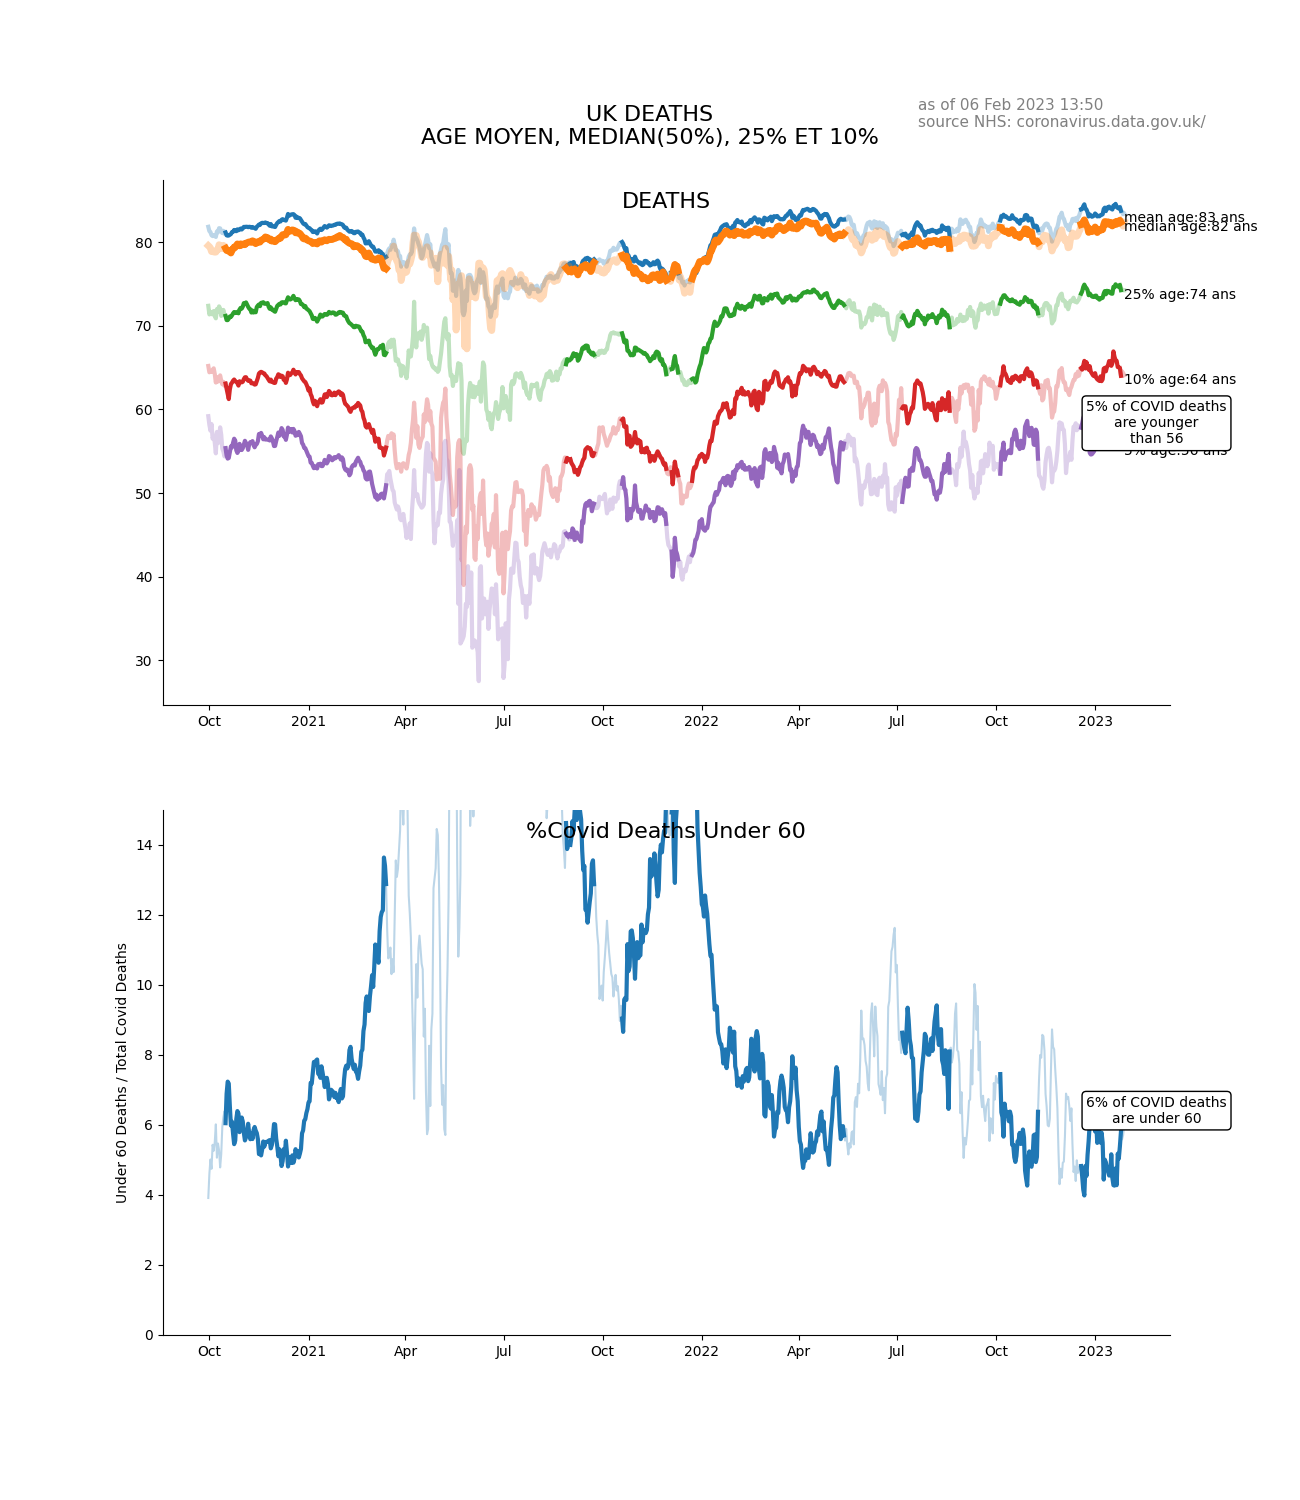 as of 06 Feb 2023 13:50
source NHS: coronavirus.data.gov.uk/
UK DEATHS
AGE MOYEN, MEDIAN(50%), 25% ET 10%
DEATHS
80
70
60
50
40
30
mean age:83 ans
median age:82 ans
25% age:74 ans
10% age:64 ans
5% of COVID deaths
are younger
than 56
5% age:56 ans
Oct
2021
Apr
Jul
Oct
2022
Apr
Jul
Oct
2023
%Covid Deaths Under 60
Under 60 Deaths / Total Covid Deaths
14
12
10
8
6
4
2
0
6% of COVID deaths
are under 60
Oct
2021
Apr
Jul
Oct
2022
Apr
Jul
Oct
2023